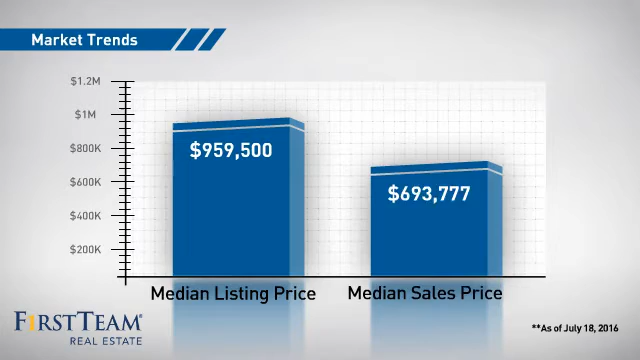 Market Trends
$1.2M
$1M
$800K
$600K
$400K
$200K
$959,500
$693,777
Median Listing Price
Median Sales Price
FIRSTTEAM®
REAL ESTATE
**As of July 18, 2016